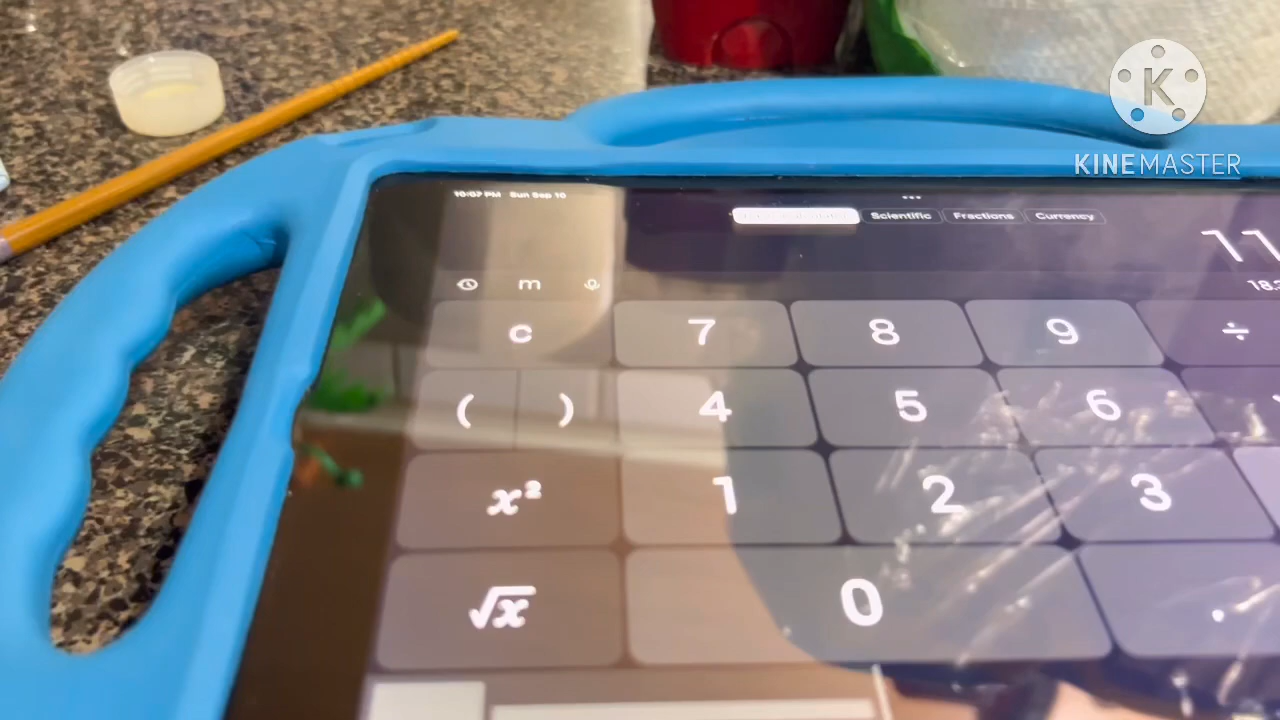 K
KINEMASTER
10:07 PM Sun Sep 10
Scientific Fractions Currency
m
c 7 8 9 ÷
( ) 4 5 6
x² 1 2 3
√x 0 .